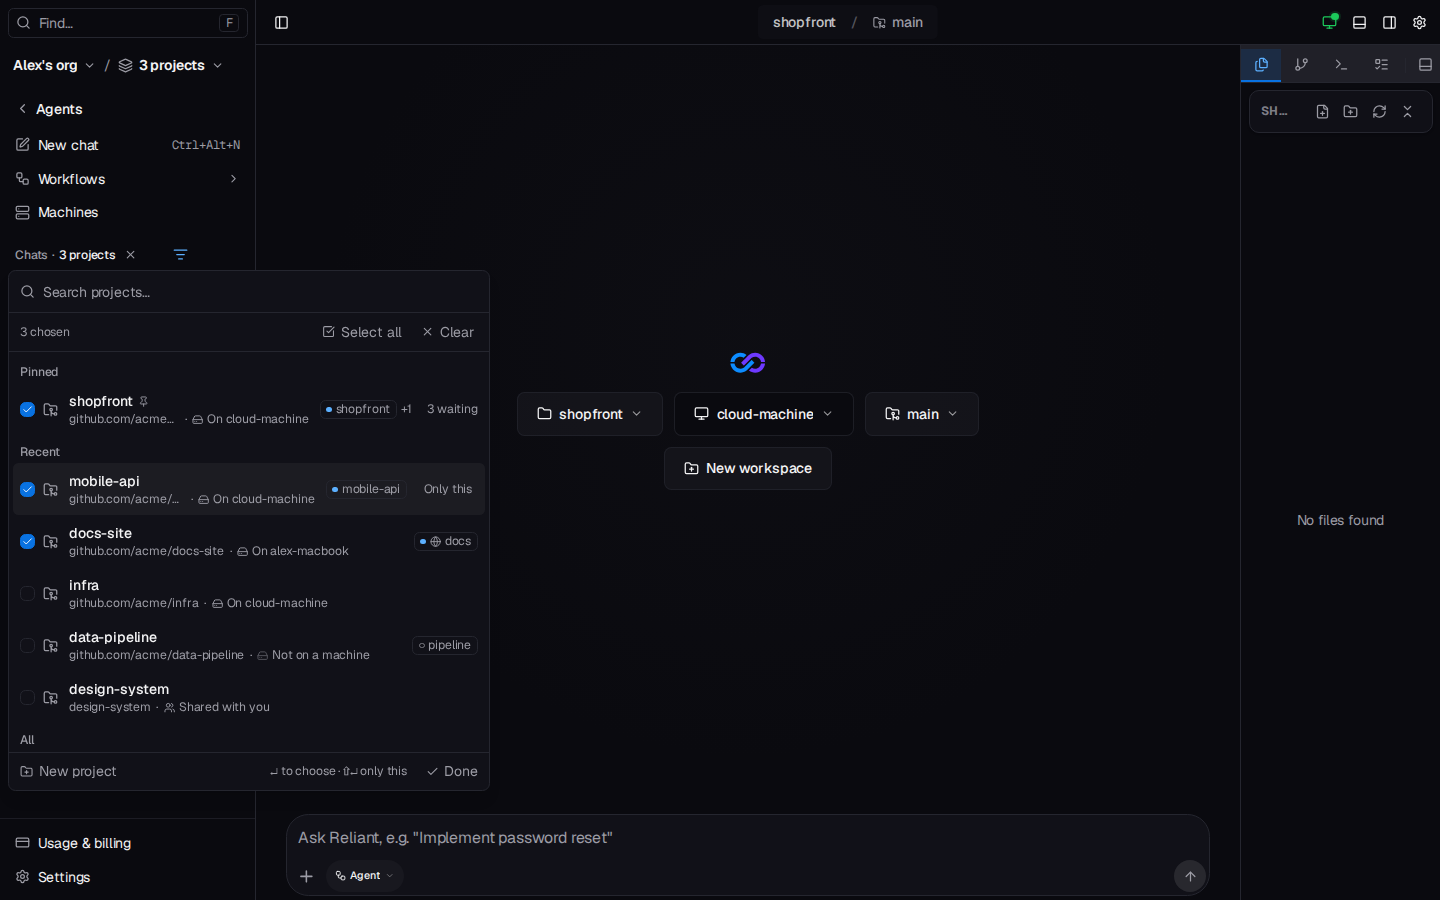 Find...
F
shopfront / main
Alex's org / 3 projects
Agents
New chat Ctrl+Alt+N
Workflows
Machines
Chats · 3 projects
SH...
Search projects...
3 chosen Select all Clear
Pinned
shopfront
github.com/acme... · On cloud-machine
shopfront +1 3 waiting
Recent
mobile-api
github.com/acme/... · On cloud-machine
mobile-api Only this
docs-site
github.com/acme/docs-site · On alex-macbook
docs
infra
github.com/acme/infra · On cloud-machine
data-pipeline
github.com/acme/data-pipeline · Not on a machine
pipeline
design-system
design-system · Shared with you
All
New project ↵ to choose · ⇧↵ only this Done
shopfront cloud-machine main
New workspace
No files found
Usage & billing
Settings
Ask Reliant, e.g. "Implement password reset"
Agent